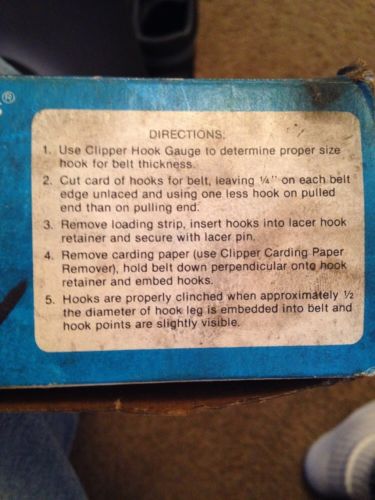 ®
DIRECTIONS:
1. Use Clipper Hook Gauge to determine proper size
hook for belt thickness.
2. Cut card of hooks for belt, leaving ¼" on each belt
edge unlaced and using one less hook on pulled
end than on pulling end.
3. Remove loading strip, insert hooks into lacer hook
retainer and secure with lacer pin.
4. Remove carding paper (use Clipper Carding Paper
Remover), hold belt down perpendicular onto hook
retainer and embed hooks.
5. Hooks are properly clinched when approximately ½
the diameter of hook leg is embedded into belt and
hook points are slightly visible.